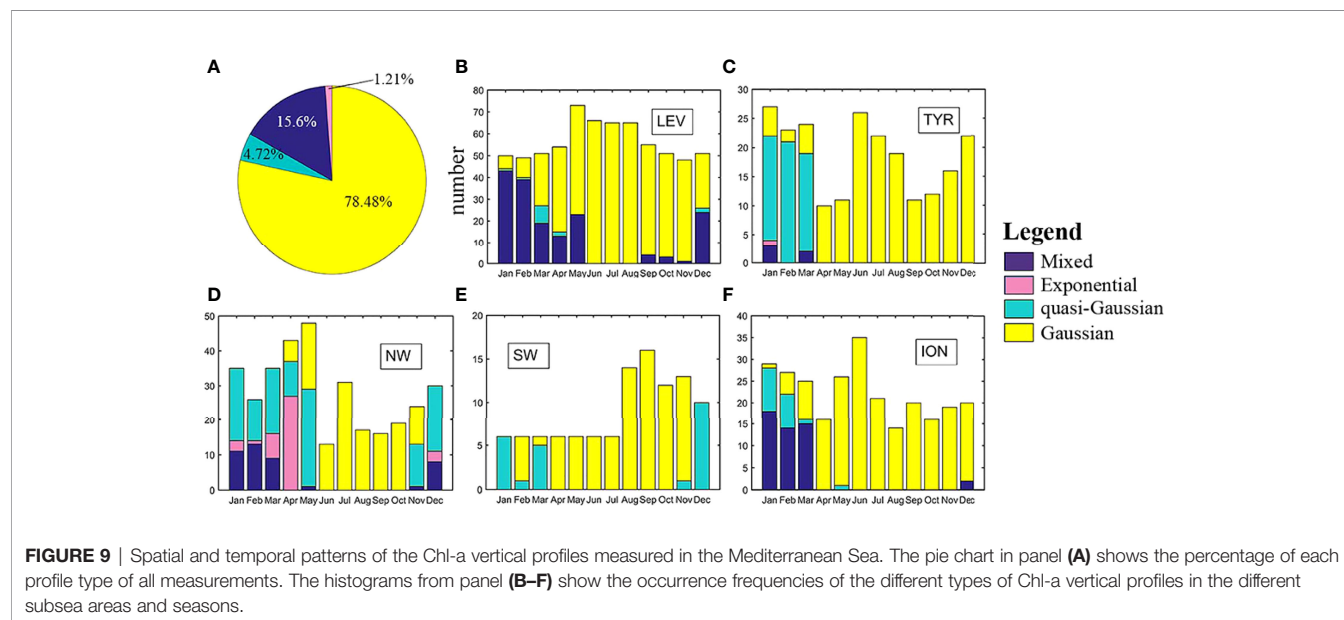 A
1.21%
15.6%
4.72%
78.48%
B
number
80
70
60
50
40
30
20
10
0
LEV
Jan Feb Mar Apr May Jun Jul Aug Sep Oct Nov Dec
C
30
25
20
15
10
5
0
TYR
Jan Feb Mar Apr May Jun Jul Aug Sep Oct Nov Dec
Legend
Mixed
Exponential
quasi-Gaussian
Gaussian
D
50
40
30
20
10
0
NW
Jan Feb Mar Apr May Jun Jul Aug Sep Oct Nov Dec
E
20
15
10
5
0
SW
Jan Feb Mar Apr May Jun Jul Aug Sep Oct Nov Dec
F
40
35
30
25
20
15
10
5
0
ION
Jan Feb Mar Apr May Jun Jul Aug Sep Oct Nov Dec
FIGURE 9 | Spatial and temporal patterns of the Chl-a vertical profiles measured in the Mediterranean Sea. The pie chart in panel (A) shows the percentage of each
profile type of all measurements. The histograms from panel (B–F) show the occurrence frequencies of the different types of Chl-a vertical profiles in the different
subsea areas and seasons.